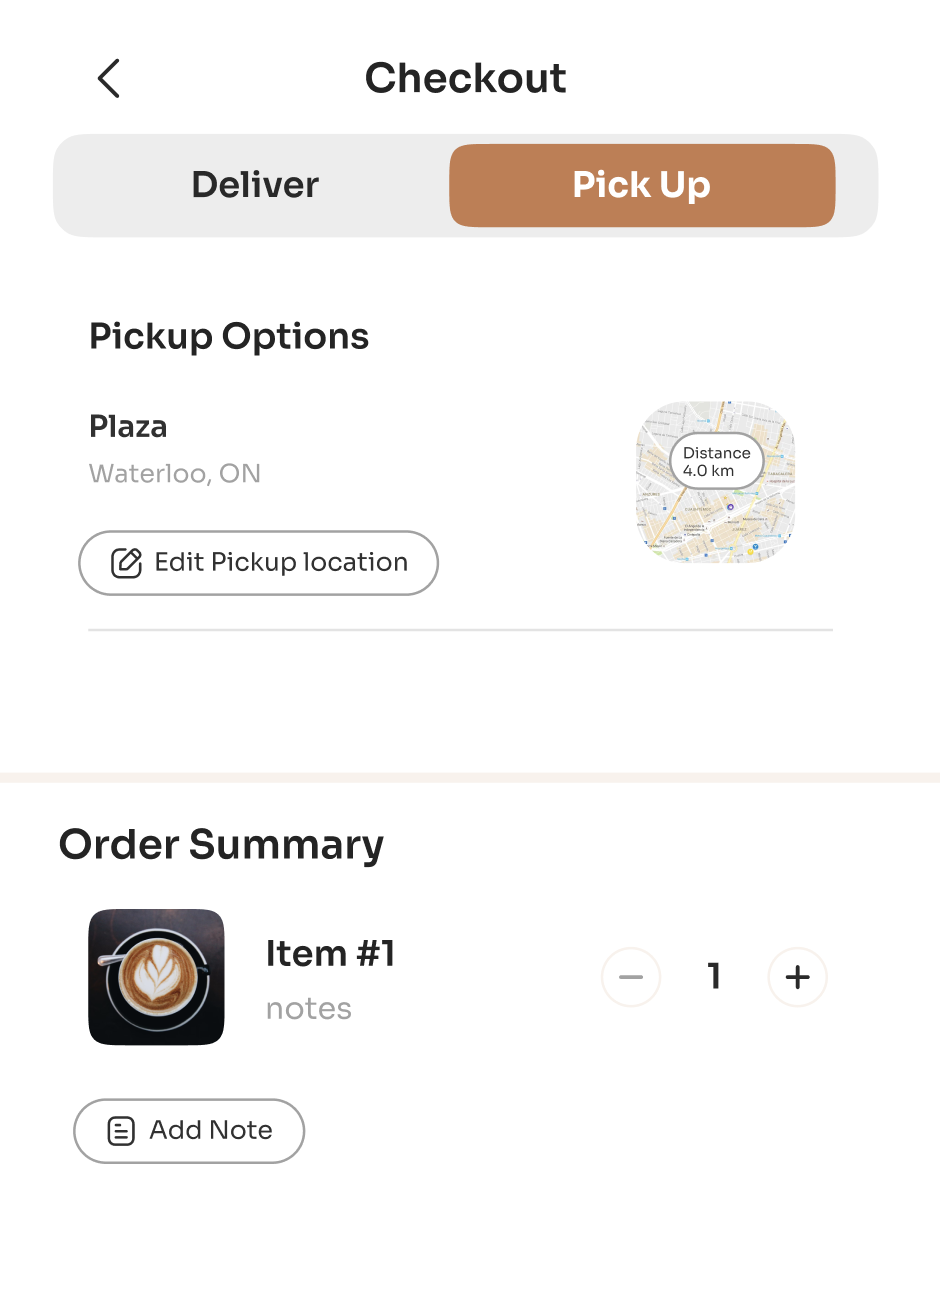 Checkout
Deliver
Pick Up
Pickup Options
Plaza
Waterloo, ON
Distance
4.0 km
Edit Pickup location
Order Summary
Item #1
notes
1
Add Note